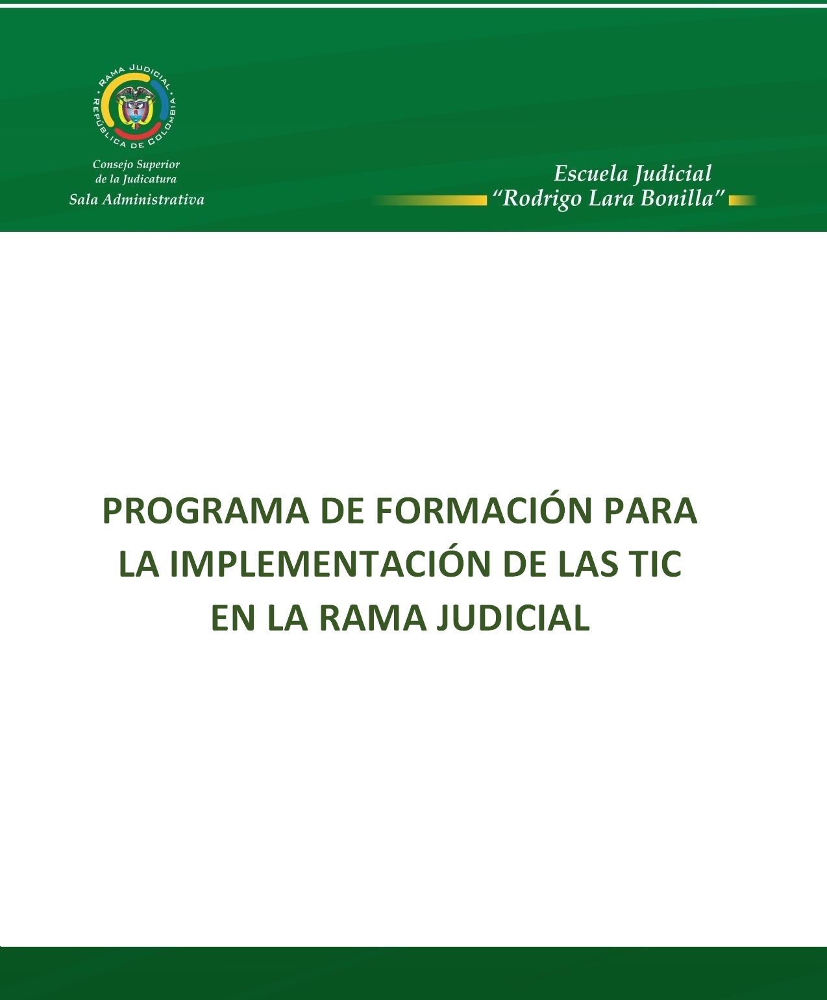 RAMA JUDICIAL
REPÚBLICA DE COLOMBIA
Consejo Superior
de la Judicatura
Sala Administrativa
Escuela Judicial
“Rodrigo Lara Bonilla”
PROGRAMA DE FORMACIÓN PARA
LA IMPLEMENTACIÓN DE LAS TIC
EN LA RAMA JUDICIAL